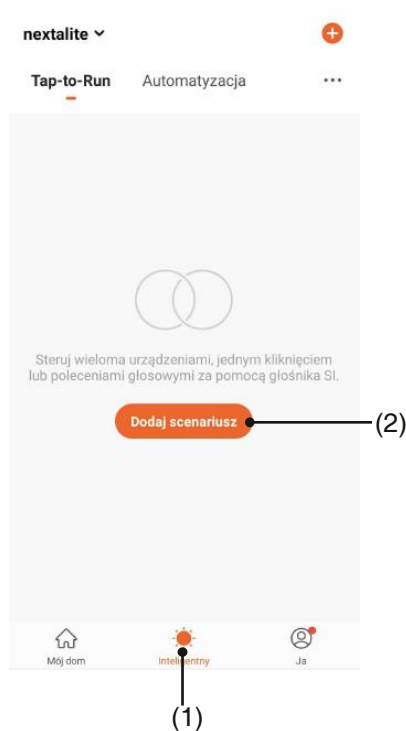 nextalite
Tap-to-Run Automatyzacja
Steruj wieloma urządzeniami, jednym kliknięciem
lub poleceniami głosowymi za pomocą głośnika SI.
Dodaj scenariusz
(2)
Mój dom Inteligentny Ja
(1)